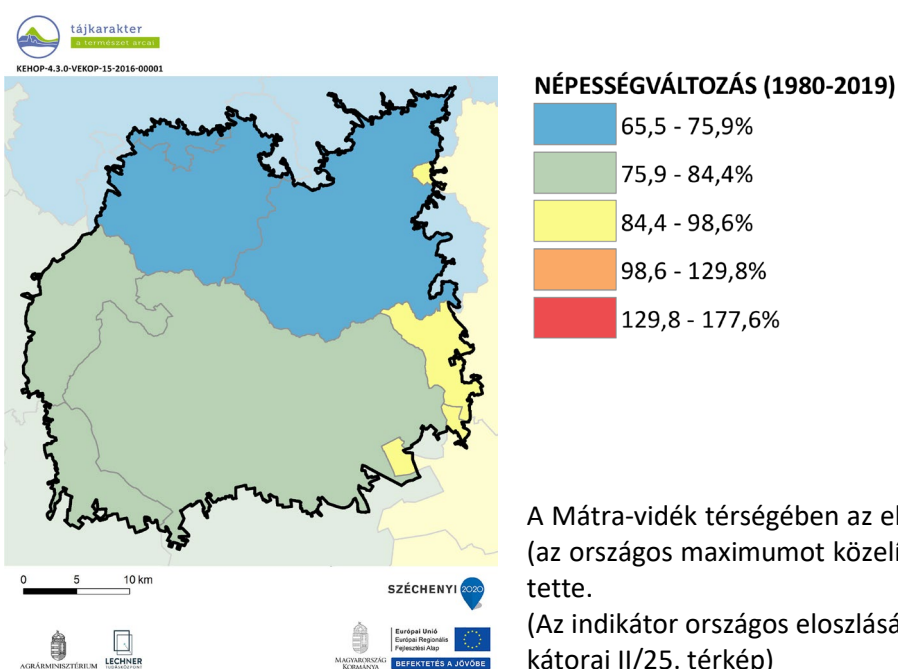 tájkarakter
a természet arcai
KEHOP-4.3.0-VEKOP-15-2016-00001
NÉPESSÉGVÁLTOZÁS (1980-2019)
65,5 - 75,9%
75,9 - 84,4%
84,4 - 98,6%
98,6 - 129,8%
129,8 - 177,6%
A Mátra-vidék térségében az el
(az országos maximumot közelí
tette.
(Az indikátor országos eloszlásá
kátorai II/25. térkép)
0 5 10 km
SZÉCHENYI 2020
AGRÁRMINISZTÉRIUM
LECHNER
TUDÁSKÖZPONT
MAGYARORSZÁG
KORMÁNYA
Európai Unió
Európai Regionális
Fejlesztési Alap
BEFEKTETÉS A JÖVŐBE